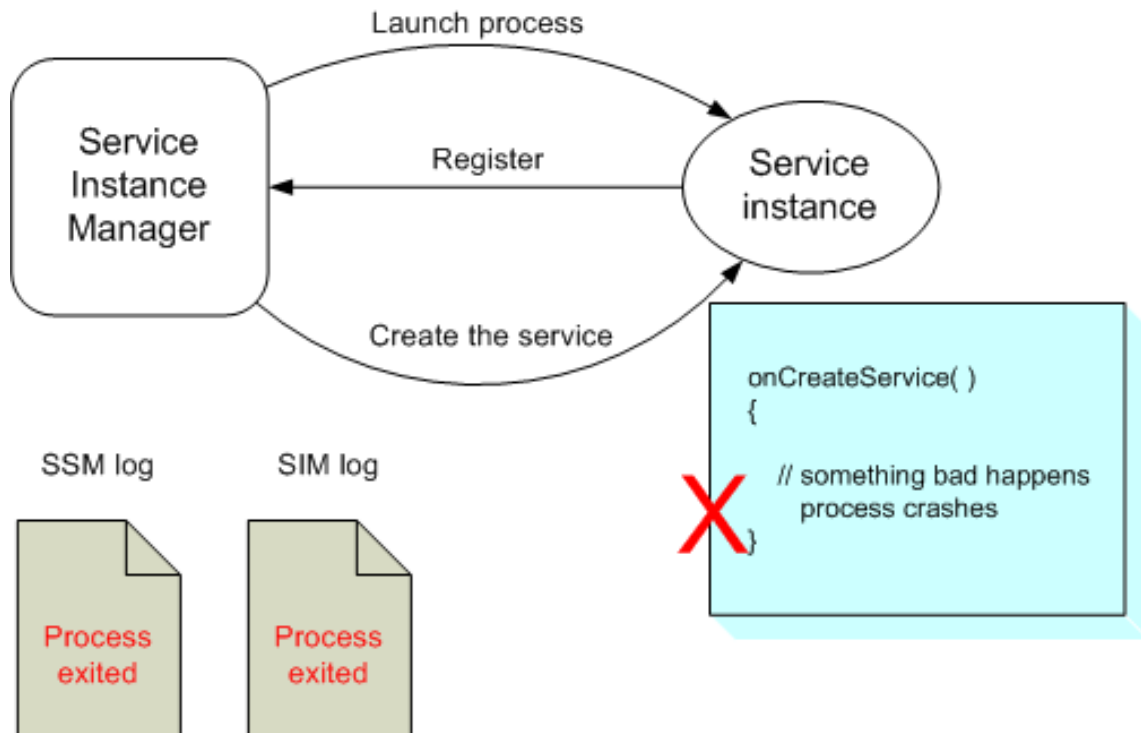 Launch process
Service
Instance
Manager
Register
Service
instance
Create the service
onCreateService( )
{
// something bad happens
process crashes
}
X
SSM log
SIM log
Process
exited
Process
exited